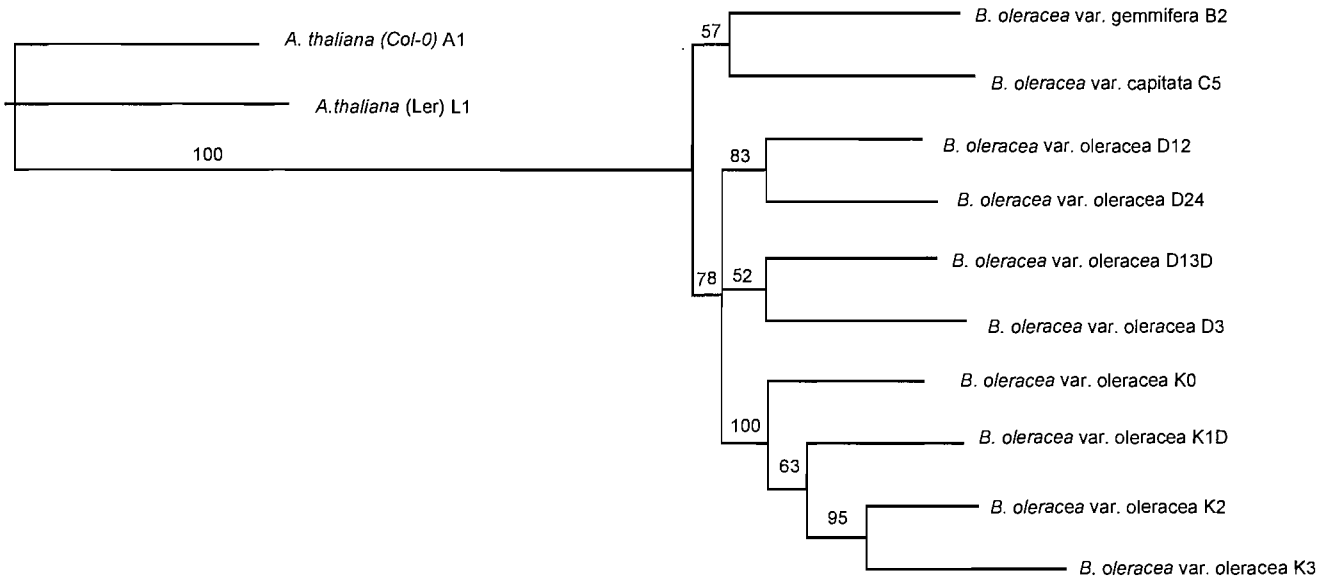 B. oleracea var. gemmifera B2
57
A. thaliana (Col-0) A1
B. oleracea var. capitata C5
A.thaliana (Ler) L1
B. oleracea var. oleracea D12
100
83
B. oleracea var. oleracea D24
B. oleracea var. oleracea D13D
78
52
B. oleracea var. oleracea D3
B. oleracea var. oleracea K0
100
B. oleracea var. oleracea K1D
63
B. oleracea var. oleracea K2
95
B. oleracea var. oleracea K3